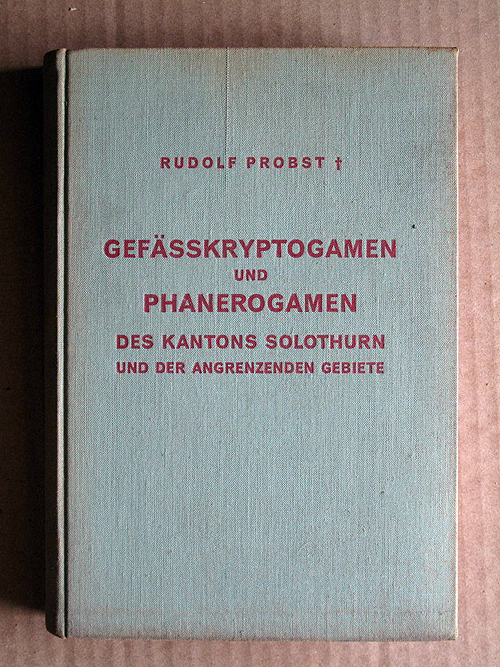 RUDOLF PROBST †
GEFÄSSKRYPTOGAMEN
UND
PHANEROGAMEN
DES KANTONS SOLOTHURN
UND DER ANGRENZENDEN GEBIETE